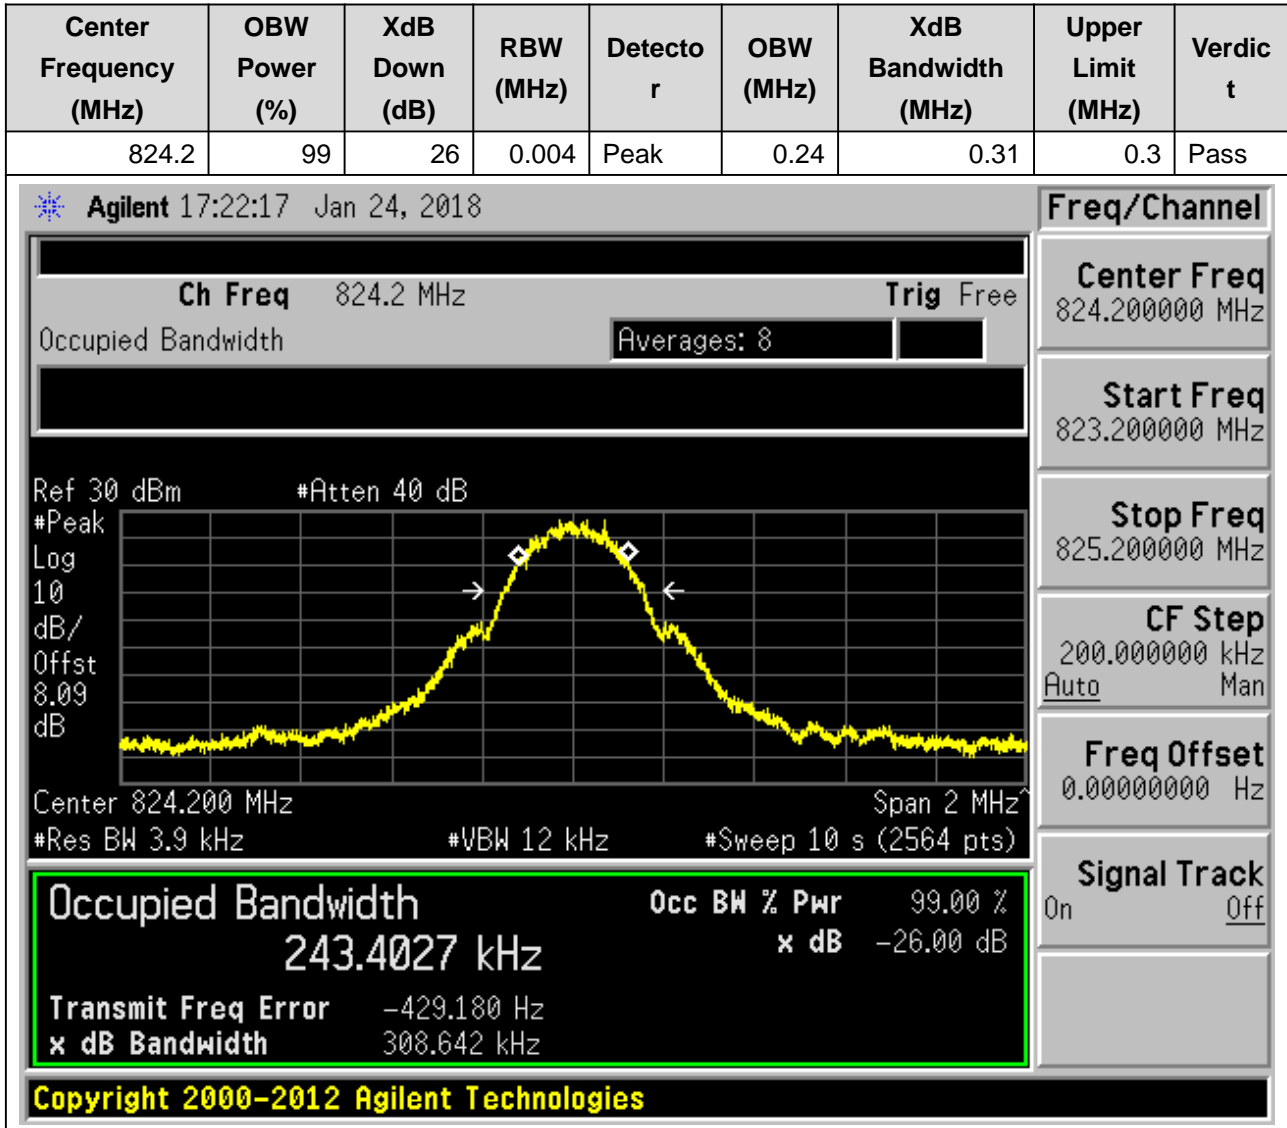 Center Frequency (MHz) OBW Power (%) XdB Down (dB) RBW (MHz) Detecto r OBW (MHz) XdB Bandwidth (MHz) Upper Limit (MHz) Verdic t
824.2 99 26 0.004 Peak 0.24 0.31 0.3 Pass
Agilent 17:22:17 Jan 24, 2018
Freq/Channel
Ch Freq 824.2 MHz Trig Free
Occupied Bandwidth Averages: 8
Center Freq
824.200000 MHz
Start Freq
823.200000 MHz
Stop Freq
825.200000 MHz
CF Step
200.000000 kHz
Auto Man
Freq Offset
0.00000000 Hz
Signal Track
On Off
Ref 30 dBm #Atten 40 dB
#Peak
Log
10
dB/
Offst
8.09
dB
Center 824.200 MHz Span 2 MHz^
#Res BW 3.9 kHz #VBW 12 kHz #Sweep 10 s (2564 pts)
Occupied Bandwidth Occ BW % Pwr 99.00 %
243.4027 kHz x dB -26.00 dB
Transmit Freq Error -429.180 Hz
x dB Bandwidth 308.642 kHz
Copyright 2000-2012 Agilent Technologies